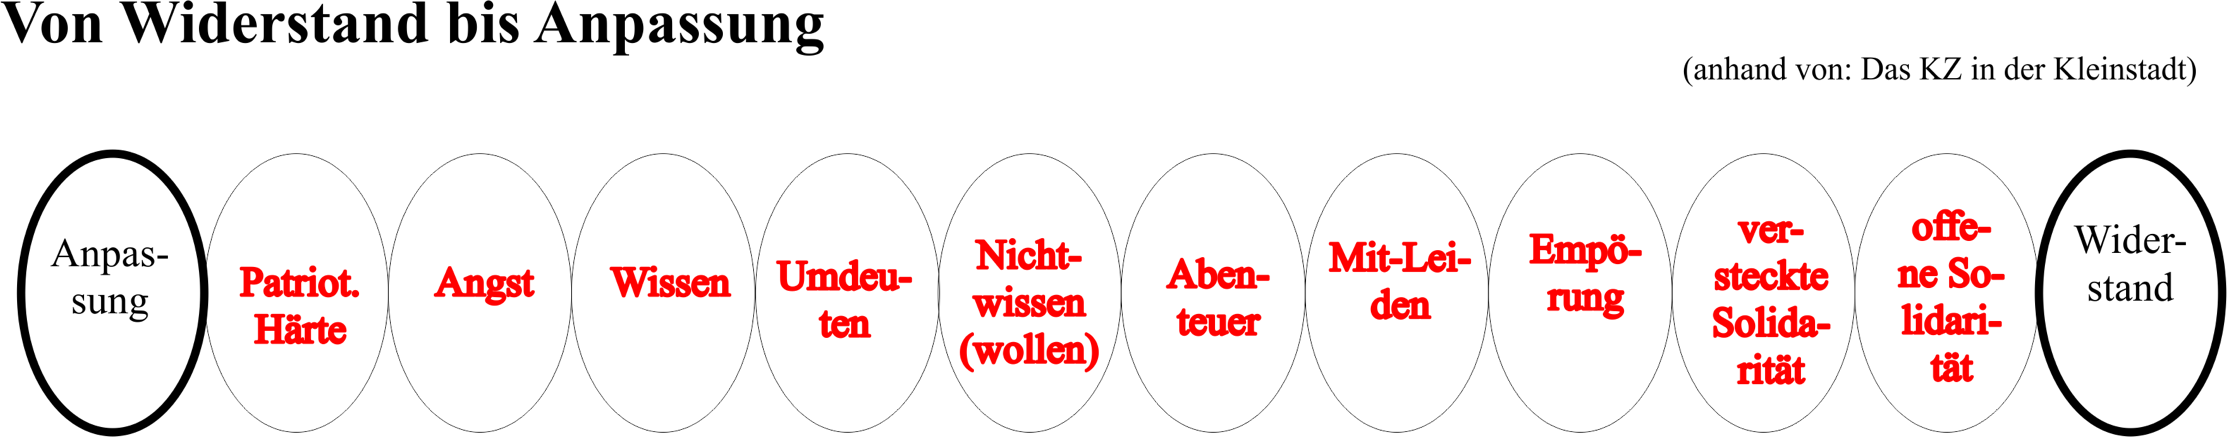 Von Widerstand bis Anpassung
(anhand von: Das KZ in der Kleinstadt)
Anpas-
sung
Patriot.
Härte
Angst
Wissen
Umdeu-
ten
Nicht-
wissen
(wollen)
Aben-
teuer
Mit-Lei-
den
Empö-
rung
ver-
steckte
Solida-
rität
offe-
ne So-
lidari-
tät
Wider-
stand